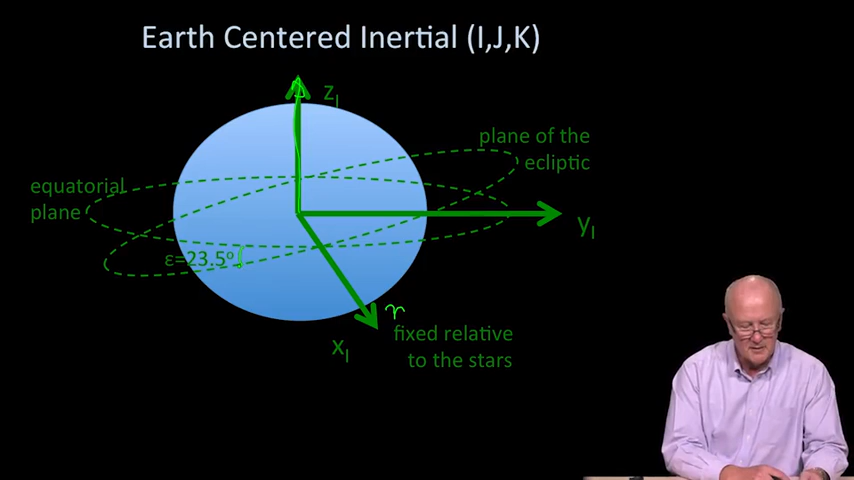 Earth Centered Inertial (I,J,K)
z_I
plane of the
ecliptic
equatorial
plane
y_I
ε=23.5°
♈
fixed relative
to the stars
x_I